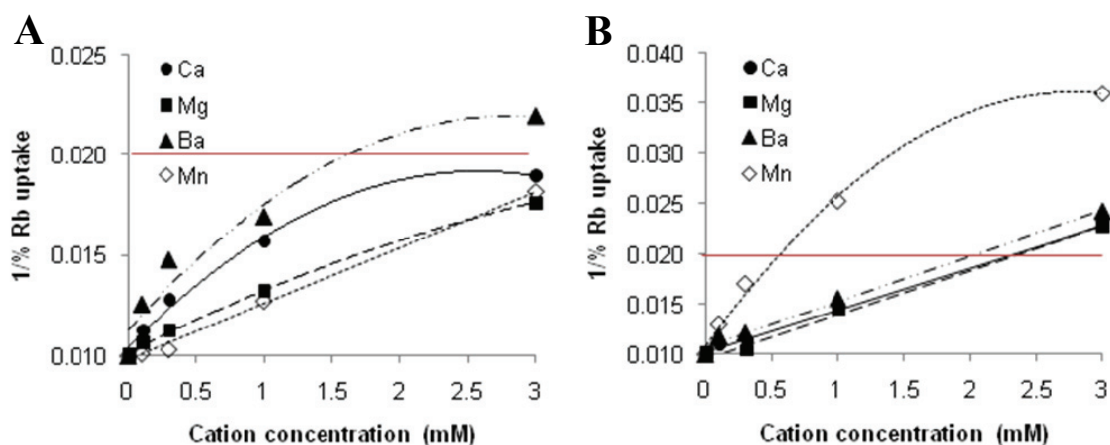 A
0.025
0.020
0.015
0.010
1/% Rb uptake
Ca
Mg
Ba
Mn
0 0.5 1 1.5 2 2.5 3
Cation concentration (mM)
B
0.040
0.035
0.030
0.025
0.020
0.015
0.010
1/% Rb uptake
Ca
Mg
Ba
Mn
0 0.5 1 1.5 2 2.5 3
Cation concentration (mM)